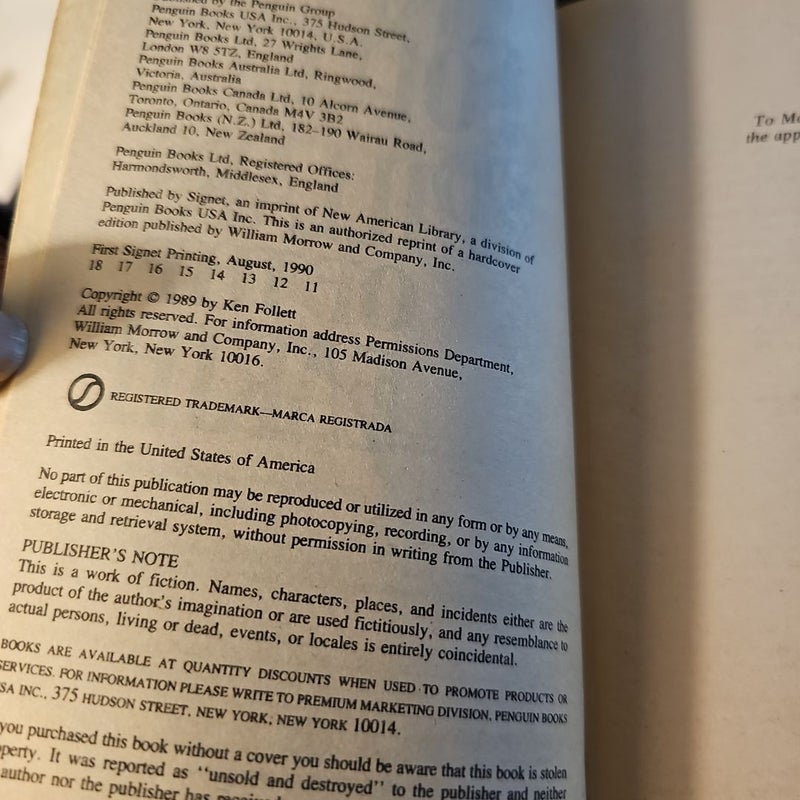 Published by the Penguin Group
Penguin Books USA Inc., 375 Hudson Street,
New York, New York 10014, U.S.A.
Penguin Books Ltd, 27 Wrights Lane,
London W8 5TZ, England
Penguin Books Australia Ltd, Ringwood,
Victoria, Australia
Penguin Books Canada Ltd, 10 Alcorn Avenue,
Toronto, Ontario, Canada M4V 3B2
Penguin Books (N.Z.) Ltd, 182–190 Wairau Road,
Auckland 10, New Zealand
Penguin Books Ltd, Registered Offices:
Harmondsworth, Middlesex, England
Published by Signet, an imprint of New American Library, a division of
Penguin Books USA Inc. This is an authorized reprint of a hardcover
edition published by William Morrow and Company, Inc.
First Signet Printing, August, 1990
18 17 16 15 14 13 12 11
Copyright © 1989 by Ken Follett
All rights reserved. For information address Permissions Department,
William Morrow and Company, Inc., 105 Madison Avenue,
New York, New York 10016.
REGISTERED TRADEMARK—MARCA REGISTRADA
Printed in the United States of America
No part of this publication may be reproduced or utilized in any form or by any means,
electronic or mechanical, including photocopying, recording, or by any information
storage and retrieval system, without permission in writing from the Publisher.
PUBLISHER'S NOTE
This is a work of fiction. Names, characters, places, and incidents either are the
product of the author's imagination or are used fictitiously, and any resemblance to
actual persons, living or dead, events, or locales is entirely coincidental.
BOOKS ARE AVAILABLE AT QUANTITY DISCOUNTS WHEN USED TO PROMOTE PRODUCTS OR
SERVICES. FOR INFORMATION PLEASE WRITE TO PREMIUM MARKETING DIVISION, PENGUIN BOOKS
SA INC., 375 HUDSON STREET, NEW YORK, NEW YORK 10014.
you purchased this book without a cover you should be aware that this book is stolen
perty. It was reported as "unsold and destroyed" to the publisher and neither
author nor the publisher has
To Mo
the app